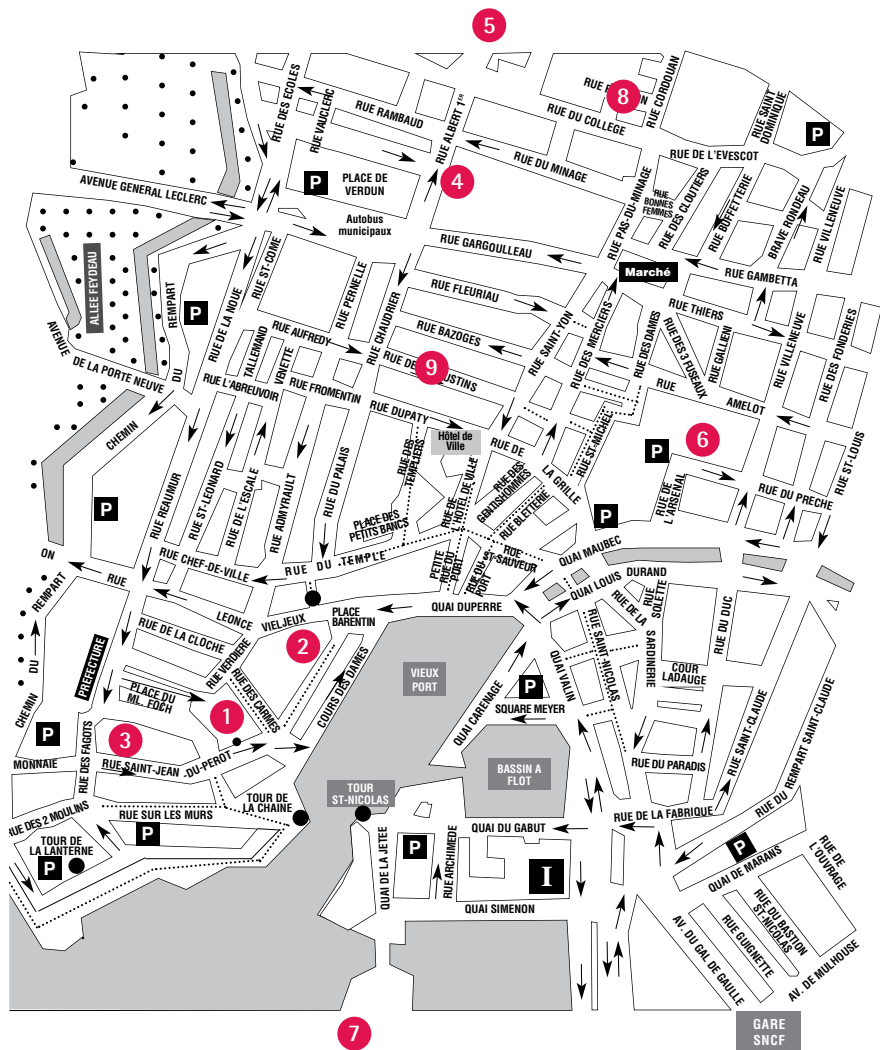 5
RUE DES ECOLES
RUE VAUCLERC
RUE RAMBAUD
RUE ALBERT 1ER
8
RUE CORDOUAN
RUE DU COLLEGE
RUE SAINT
DOMINIQUE
P
RUE DE L'EVESCOT
RUE DU MINAGE
4
P
PLACE DE
VERDUN
Autobus
municipaux
AVENUE GENERAL LECLERC
ALLEE FEYDEAU
RUE PAS-DU-MINAGE
RUE
BONNES
FEMMES
RUE DES CLOUTIERS
RUE BUFFETTERIE
BRAVE RONDEAU
RUE VILLENEUVE
RUE GARGOULLEAU
Marché
RUE GAMBETTA
RUE ST-COME
RUE PERNELLE
RUE CHAUDRIER
RUE FLEURIAU
RUE BAZOGES
RUE SAINT-YON
RUE DES MERCIERS
RUE THIERS
RUE DES DAMES
RUE DES 3 FUSEAUX
RUE GALLIENI
RUE VILLENEUVE
RUE DES FONDERIES
P
RUE DE LA NOUE
AVENUE
DE LA PORTE NEUVE
CHEMIN
DU
REMPART
RUE AUFREDY
TALLEMAND
VENETTE
RUE L'ABREUVOIR
RUE FROMENTIN
9
RUE DUPATY
RUE
AMELOT
6
P
Hôtel de
Ville
RUE DE
LA GRILLE
RUE ST-MICHEL
RUE ST-LOUIS
RUE DU PRECHE
RUE DE
L'ARSENAL
P
P
RUE REAUMUR
RUE ST-LEONARD
RUE DE L'ESCALE
RUE ADMYRAULT
RUE DU PALAIS
RUE DES
TEMPLIERS
PLACE DES
PETITS BANCS
RUE DE
L'HOTEL DE VILLE
RUE DES
GENTISHOMMES
RUE BLETTERIE
RUE
ST-SAUVEUR
QUAI MAUBEC
ON
RUE
RUE CHEF-DE-VILLE
RUE DU TEMPLE
PETITE
RUE DU
PORT
RUE DU
PORT
QUAI LOUIS DURAND
RUE DE LA
SARDINERIE
RUE
SOLETTE
RUE DU DUC
LEONCE
VIELJEUX
PLACE
BARENTIN
QUAI DUPERRE
CHEMIN
DU
REMPART
PREFECTURE
RUE DE LA CLOCHE
RUE VERDIERE
2
VIEUX
PORT
QUAI VALIN
RUE SAINT-NICOLAS
COUR
LADAUGE
PLACE DU
ML. FOCH
RUE DES CARMES
COURS DES DAMES
1
QUAI CARENAGE
P
SQUARE MEYER
P
3
MONNAIE
RUE DES FAGOTS
RUE SAINT-JEAN
-DU-PEROT
BASSIN A
FLOT
RUE DU PARADIS
RUE SAINT-CLAUDE
RUE DU
REMPART SAINT-CLAUDE
TOUR DE
LA CHAINE
TOUR
ST-NICOLAS
RUE DES 2 MOULINS
RUE SUR LES MURS
P
TOUR DE
LA LANTERNE
P
QUAI DE LA JETEE
P
RUE ARCHIMEDE
QUAI DU GABUT
I
QUAI SIMENON
RUE DE LA FABRIQUE
P
QUAI DE MARANS
RUE DE
L'OUVRAGE
AV. DU GAL DE GAULLE
RUE GUIGNETTE
RUE DU BASTION
ST-NICOLAS
AV. DE MULHOUSE
GARE
SNCF
7